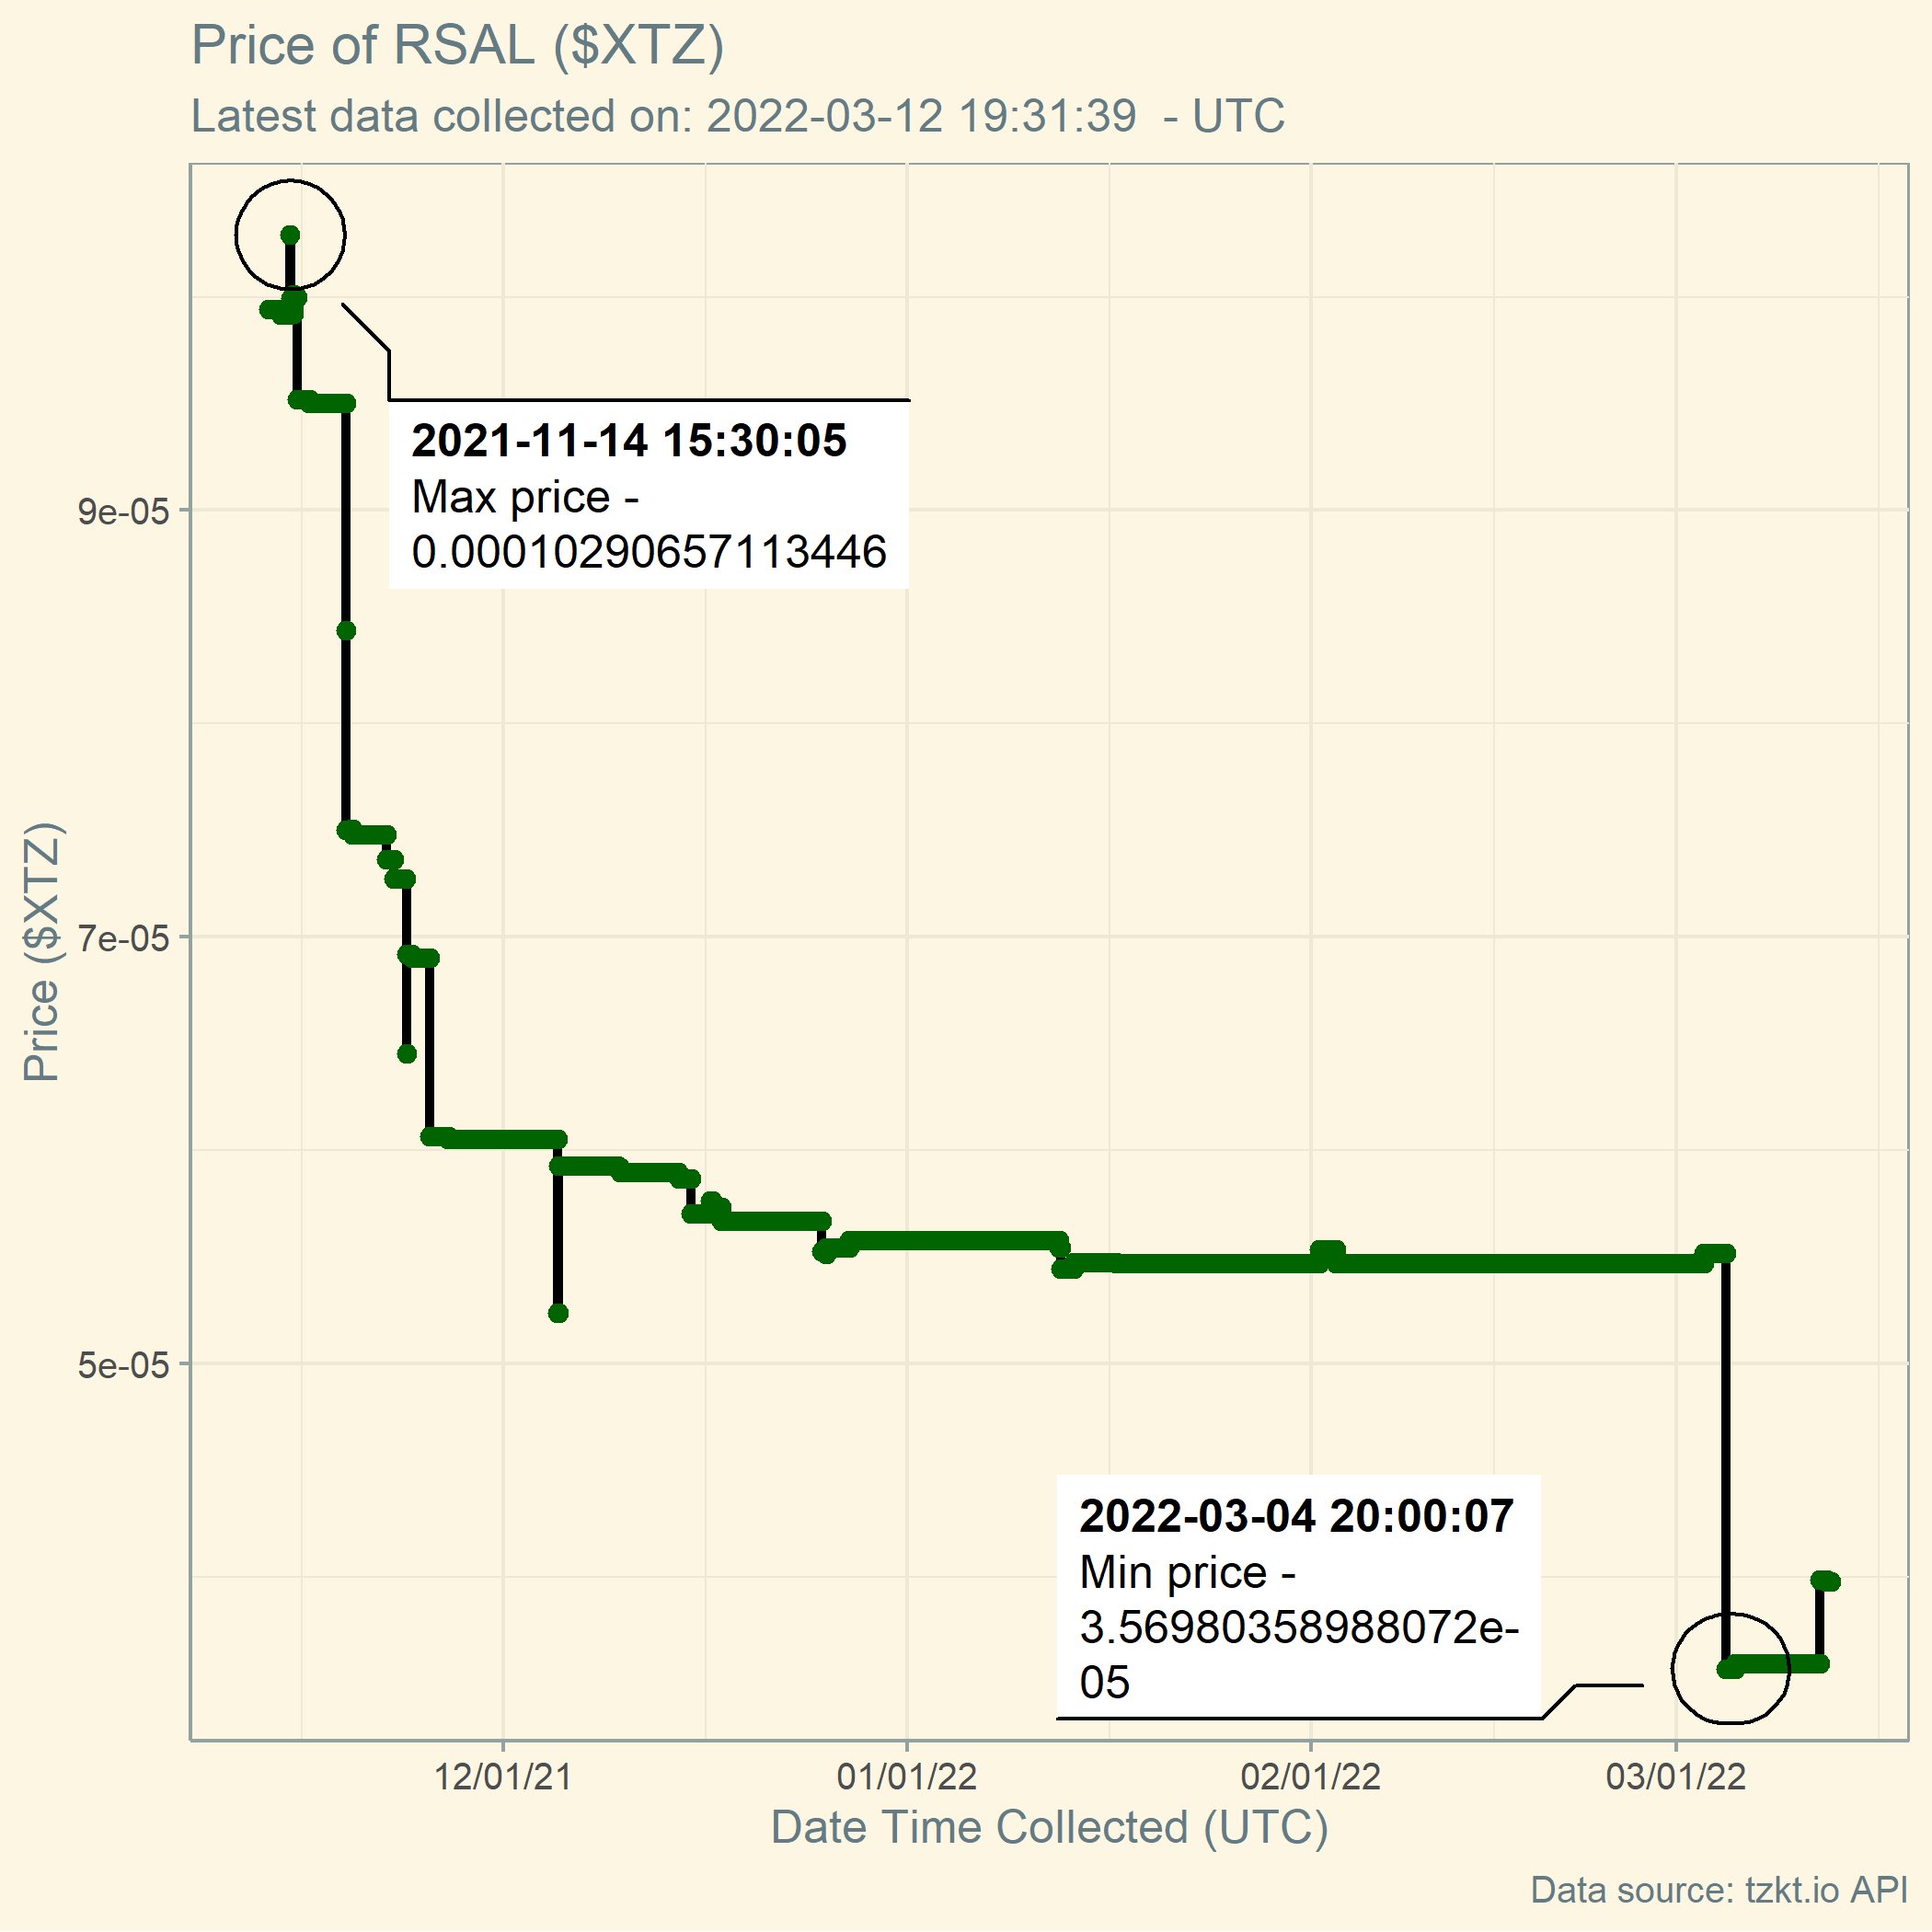 Price of RSAL ($XTZ)
Latest data collected on: 2022-03-12 19:31:39  - UTC
2021-11-14 15:30:05
Max price -
0.00010290657113446
9e-05
Price ($XTZ)
7e-05
5e-05
2022-03-04 20:00:07
Min price -
3.56980358988072e-
05
12/01/21
01/01/22
02/01/22
03/01/22
Date Time Collected (UTC)
Data source: tzkt.io API